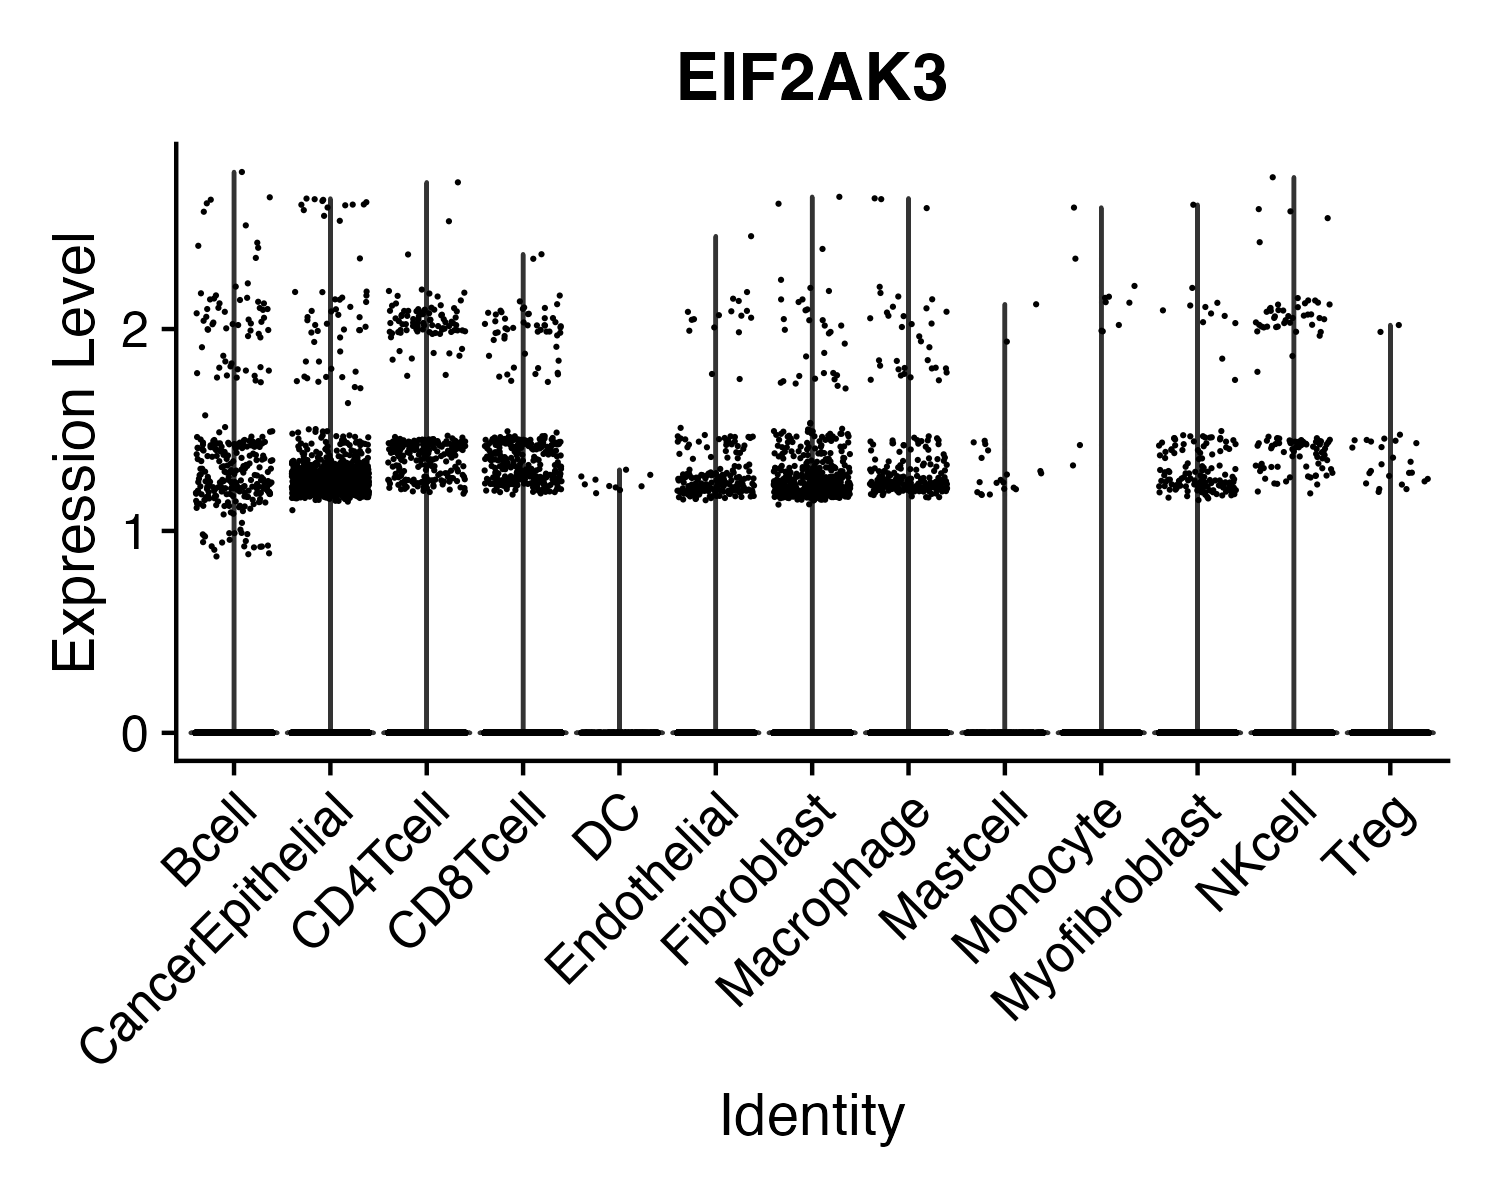 EIF2AK3
Expression Level
2
1
0
Bcell
CancerEpithelial
CD4Tcell
CD8Tcell
DC
Endothelial
Fibroblast
Macrophage
Mastcell
Monocyte
Myofibroblast
NKcell
Treg
Identity